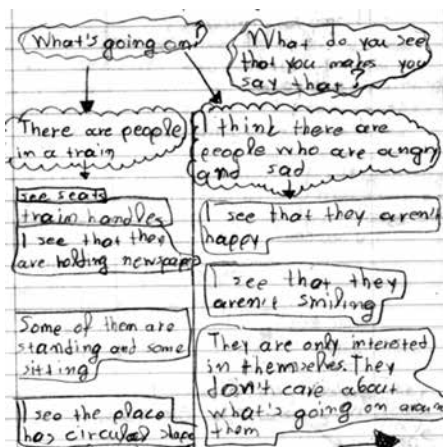 What's going on?
What do you see
that you makes you
say that?
There are people
in a train
I think there are
people who are angry
and sad
see seats
train handles
I see that they
are holding newspaper
I see that they aren't
happy
I see that they
aren't smiling
Some of them are
standing and some
sitting
They are only interested
in themselves. They
don't care about
what's going on around
them
I see the place
has circular shape